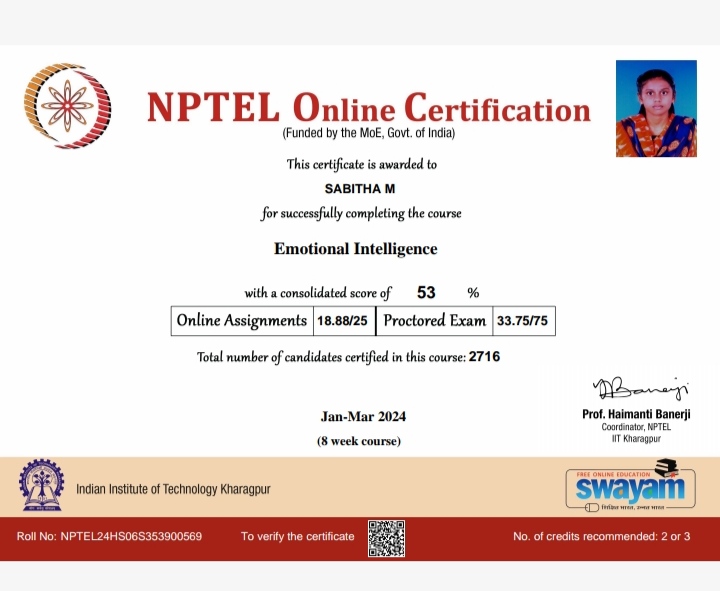 NPTEL Online Certification
(Funded by the MoE, Govt. of India)
This certificate is awarded to
SABITHA M
for successfully completing the course
Emotional Intelligence
with a consolidated score of 53 %
Online Assignments 18.88/25 Proctored Exam 33.75/75
Total number of candidates certified in this course: 2716
Jan-Mar 2024
(8 week course)
Prof. Haimanti Banerji
Coordinator, NPTEL
IIT Kharagpur
Indian Institute of Technology Kharagpur
FREE ONLINE EDUCATION
swayam
शिक्षित भारत, उन्नत भारत
Roll No: NPTEL24HS06S353900569 To verify the certificate No. of credits recommended: 2 or 3